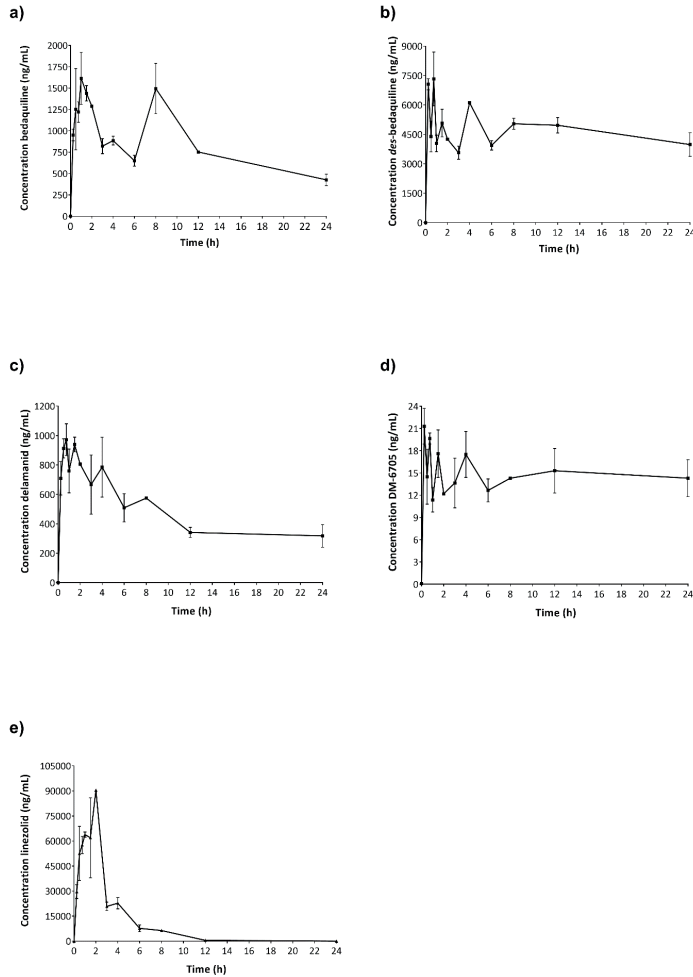 a)
Concentration bedaquiline (ng/mL)
2000
1750
1500
1250
1000
750
500
250
0
0 2 4 6 8 10 12 14 16 18 20 22 24
Time (h)
b)
Concentration des-bedaquiline (ng/mL)
9000
7500
6000
4500
3000
1500
0
0 2 4 6 8 10 12 14 16 18 20 22 24
Time (h)
c)
Concentration delamanid (ng/mL)
1200
1000
800
600
400
200
0
0 2 4 6 8 10 12 14 16 18 20 22 24
Time (h)
d)
Concentration DM-6705 (ng/mL)
24
21
18
15
12
9
6
3
0
0 2 4 6 8 10 12 14 16 18 20 22 24
Time (h)
e)
Concentration linezolid (ng/mL)
105000
90000
75000
60000
45000
30000
15000
0
0 2 4 6 8 10 12 14 16 18 20 22 24
Time (h)